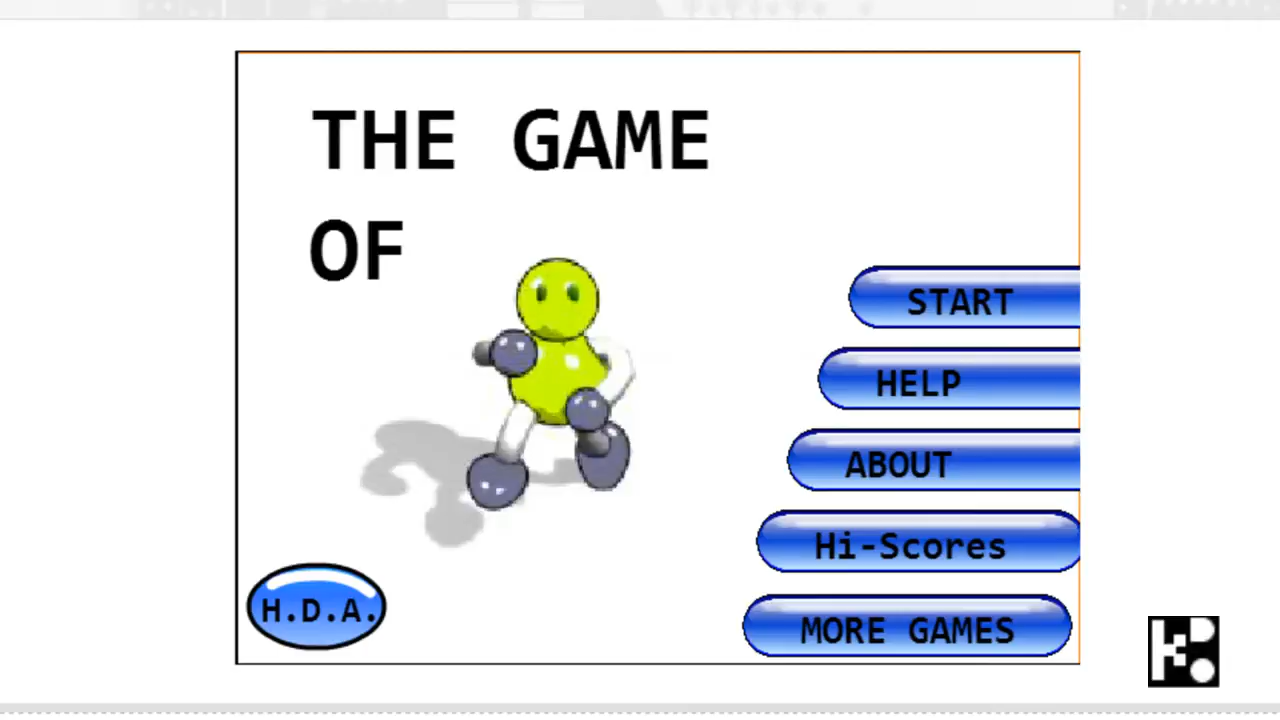 THE GAME
OF
START
HELP
ABOUT
Hi-Scores
MORE GAMES
H.D.A.